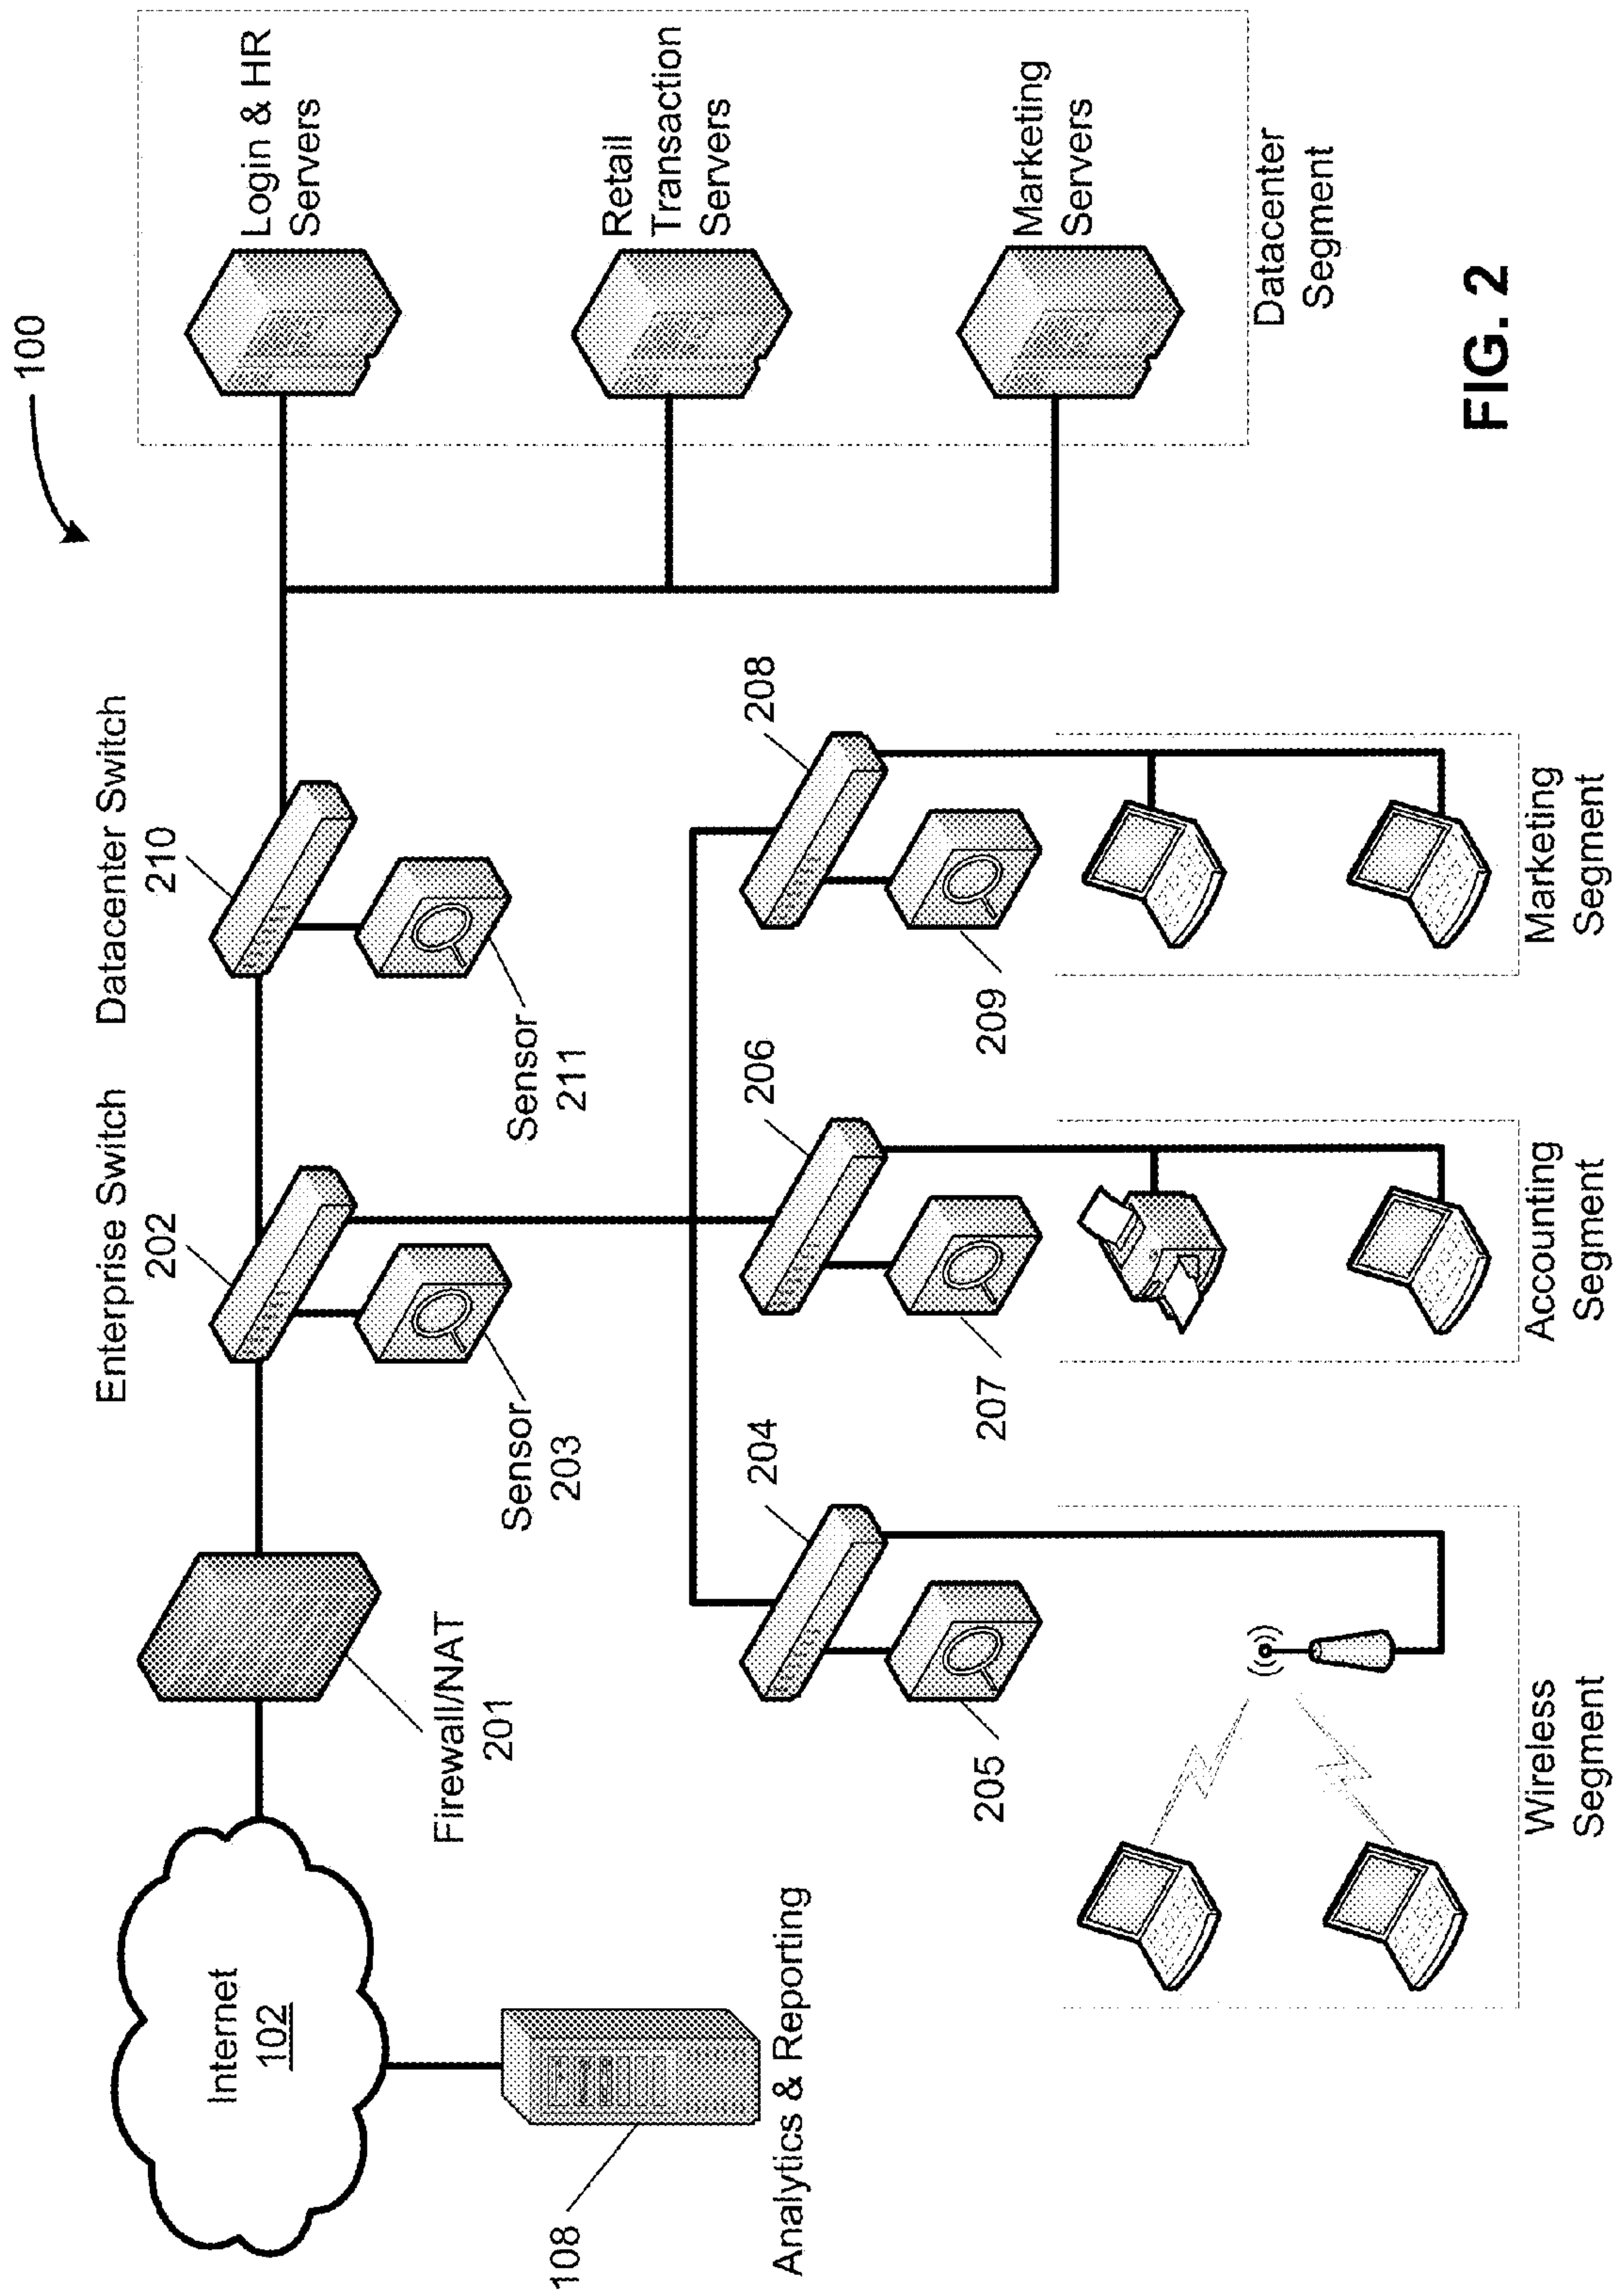 100
Enterprise Switch
202
Datacenter Switch
210
Login & HR
Servers
Internet
102
Firewall/NAT
201
Sensor
203
Sensor
211
Retail
Transaction
Servers
108
Analytics & Reporting
204
206
208
Marketing
Servers
205
207
209
Datacenter
Segment
Wireless
Segment
Accounting
Segment
Marketing
Segment
FIG. 2